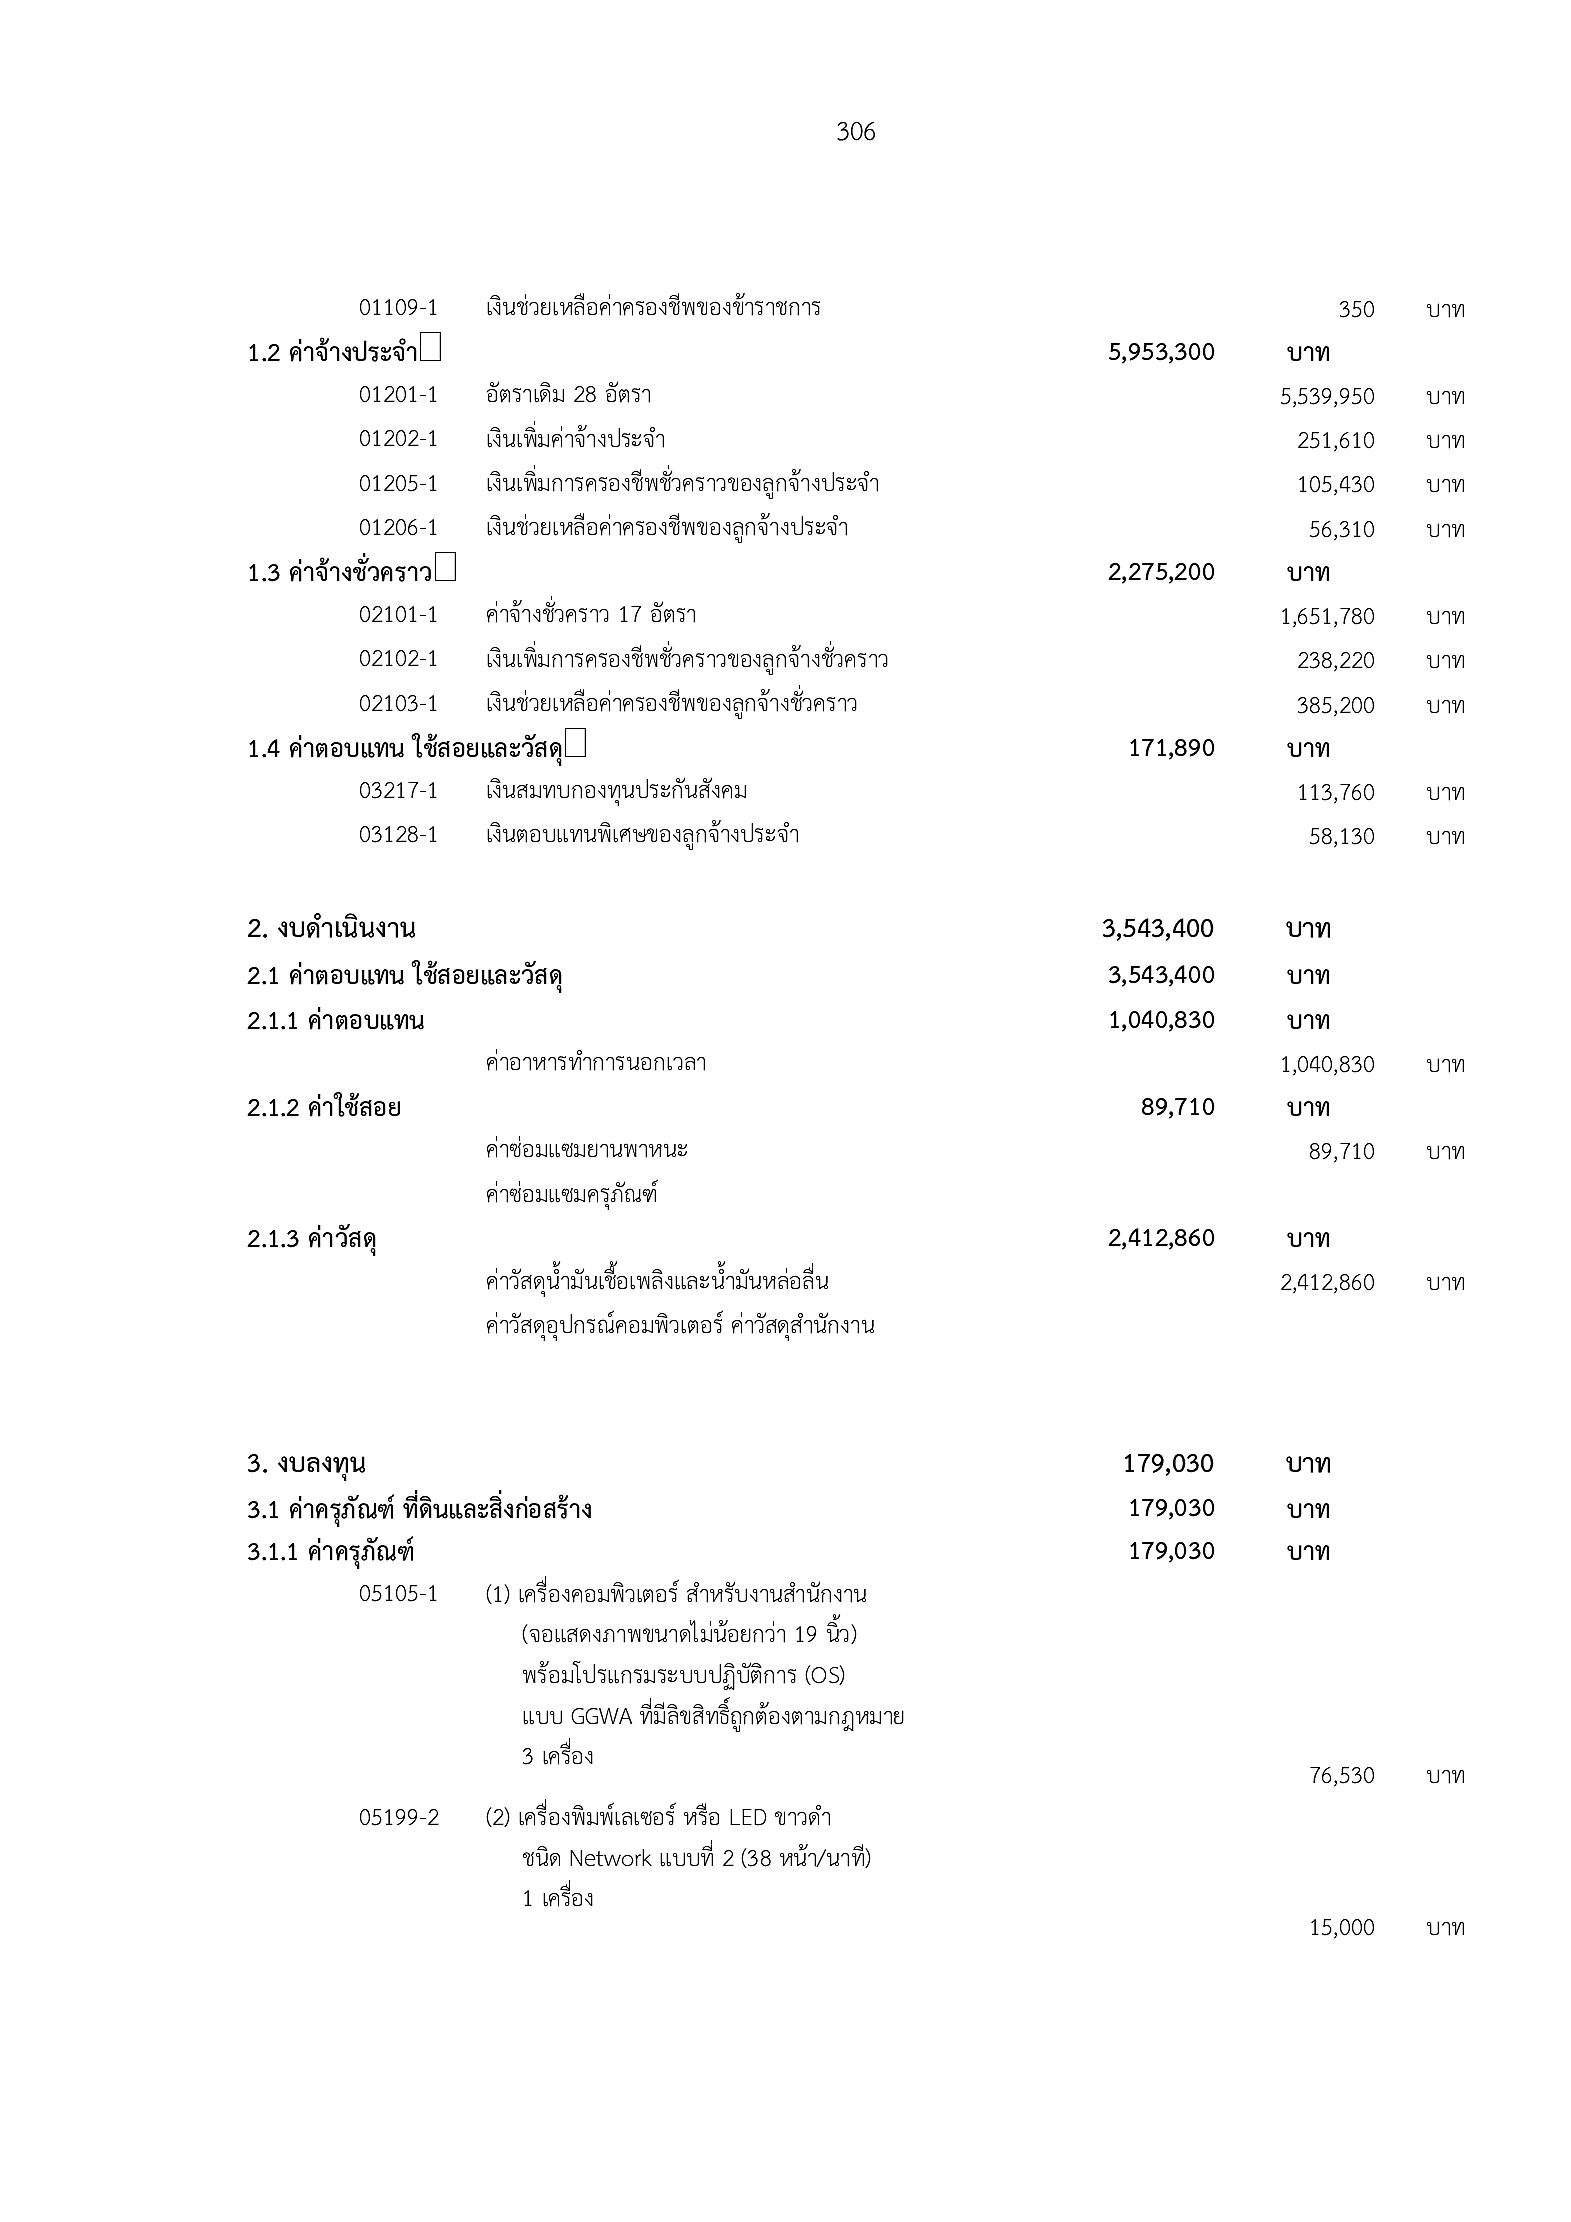 306
01109-1 เงินช่วยเหลือค่าครองชีพของข้าราชการ 350 บาท
1.2 ค่าจ้างประจำ 5,953,300 บาท
01201-1 อัตราเดิม 28 อัตรา 5,539,950 บาท
01202-1 เงินเพิ่มค่าจ้างประจำ 251,610 บาท
01205-1 เงินเพิ่มการครองชีพชั่วคราวของลูกจ้างประจำ 105,430 บาท
01206-1 เงินช่วยเหลือค่าครองชีพของลูกจ้างประจำ 56,310 บาท
1.3 ค่าจ้างชั่วคราว 2,275,200 บาท
02101-1 ค่าจ้างชั่วคราว 17 อัตรา 1,651,780 บาท
02102-1 เงินเพิ่มการครองชีพชั่วคราวของลูกจ้างชั่วคราว 238,220 บาท
02103-1 เงินช่วยเหลือค่าครองชีพของลูกจ้างชั่วคราว 385,200 บาท
1.4 ค่าตอบแทน ใช้สอยและวัสดุ 171,890 บาท
03217-1 เงินสมทบกองทุนประกันสังคม 113,760 บาท
03128-1 เงินตอบแทนพิเศษของลูกจ้างประจำ 58,130 บาท
2. งบดำเนินงาน 3,543,400 บาท
2.1 ค่าตอบแทน ใช้สอยและวัสดุ 3,543,400 บาท
2.1.1 ค่าตอบแทน 1,040,830 บาท
ค่าอาหารทำการนอกเวลา 1,040,830 บาท
2.1.2 ค่าใช้สอย 89,710 บาท
ค่าซ่อมแซมยานพาหนะ 89,710 บาท
ค่าซ่อมแซมครุภัณฑ์
2.1.3 ค่าวัสดุ 2,412,860 บาท
ค่าวัสดุน้ำมันเชื้อเพลิงและน้ำมันหล่อลื่น 2,412,860 บาท
ค่าวัสดุอุปกรณ์คอมพิวเตอร์ ค่าวัสดุสำนักงาน
3. งบลงทุน 179,030 บาท
3.1 ค่าครุภัณฑ์ ที่ดินและสิ่งก่อสร้าง 179,030 บาท
3.1.1 ค่าครุภัณฑ์ 179,030 บาท
05105-1 (1) เครื่องคอมพิวเตอร์ สำหรับงานสำนักงาน
(จอแสดงภาพขนาดไม่น้อยกว่า 19 นิ้ว)
พร้อมโปรแกรมระบบปฏิบัติการ (OS)
แบบ GGWA ที่มีลิขสิทธิ์ถูกต้องตามกฎหมาย
3 เครื่อง
76,530 บาท
05199-2 (2) เครื่องพิมพ์เลเซอร์ หรือ LED ขาวดำ
ชนิด Network แบบที่ 2 (38 หน้า/นาที)
1 เครื่อง
15,000 บาท